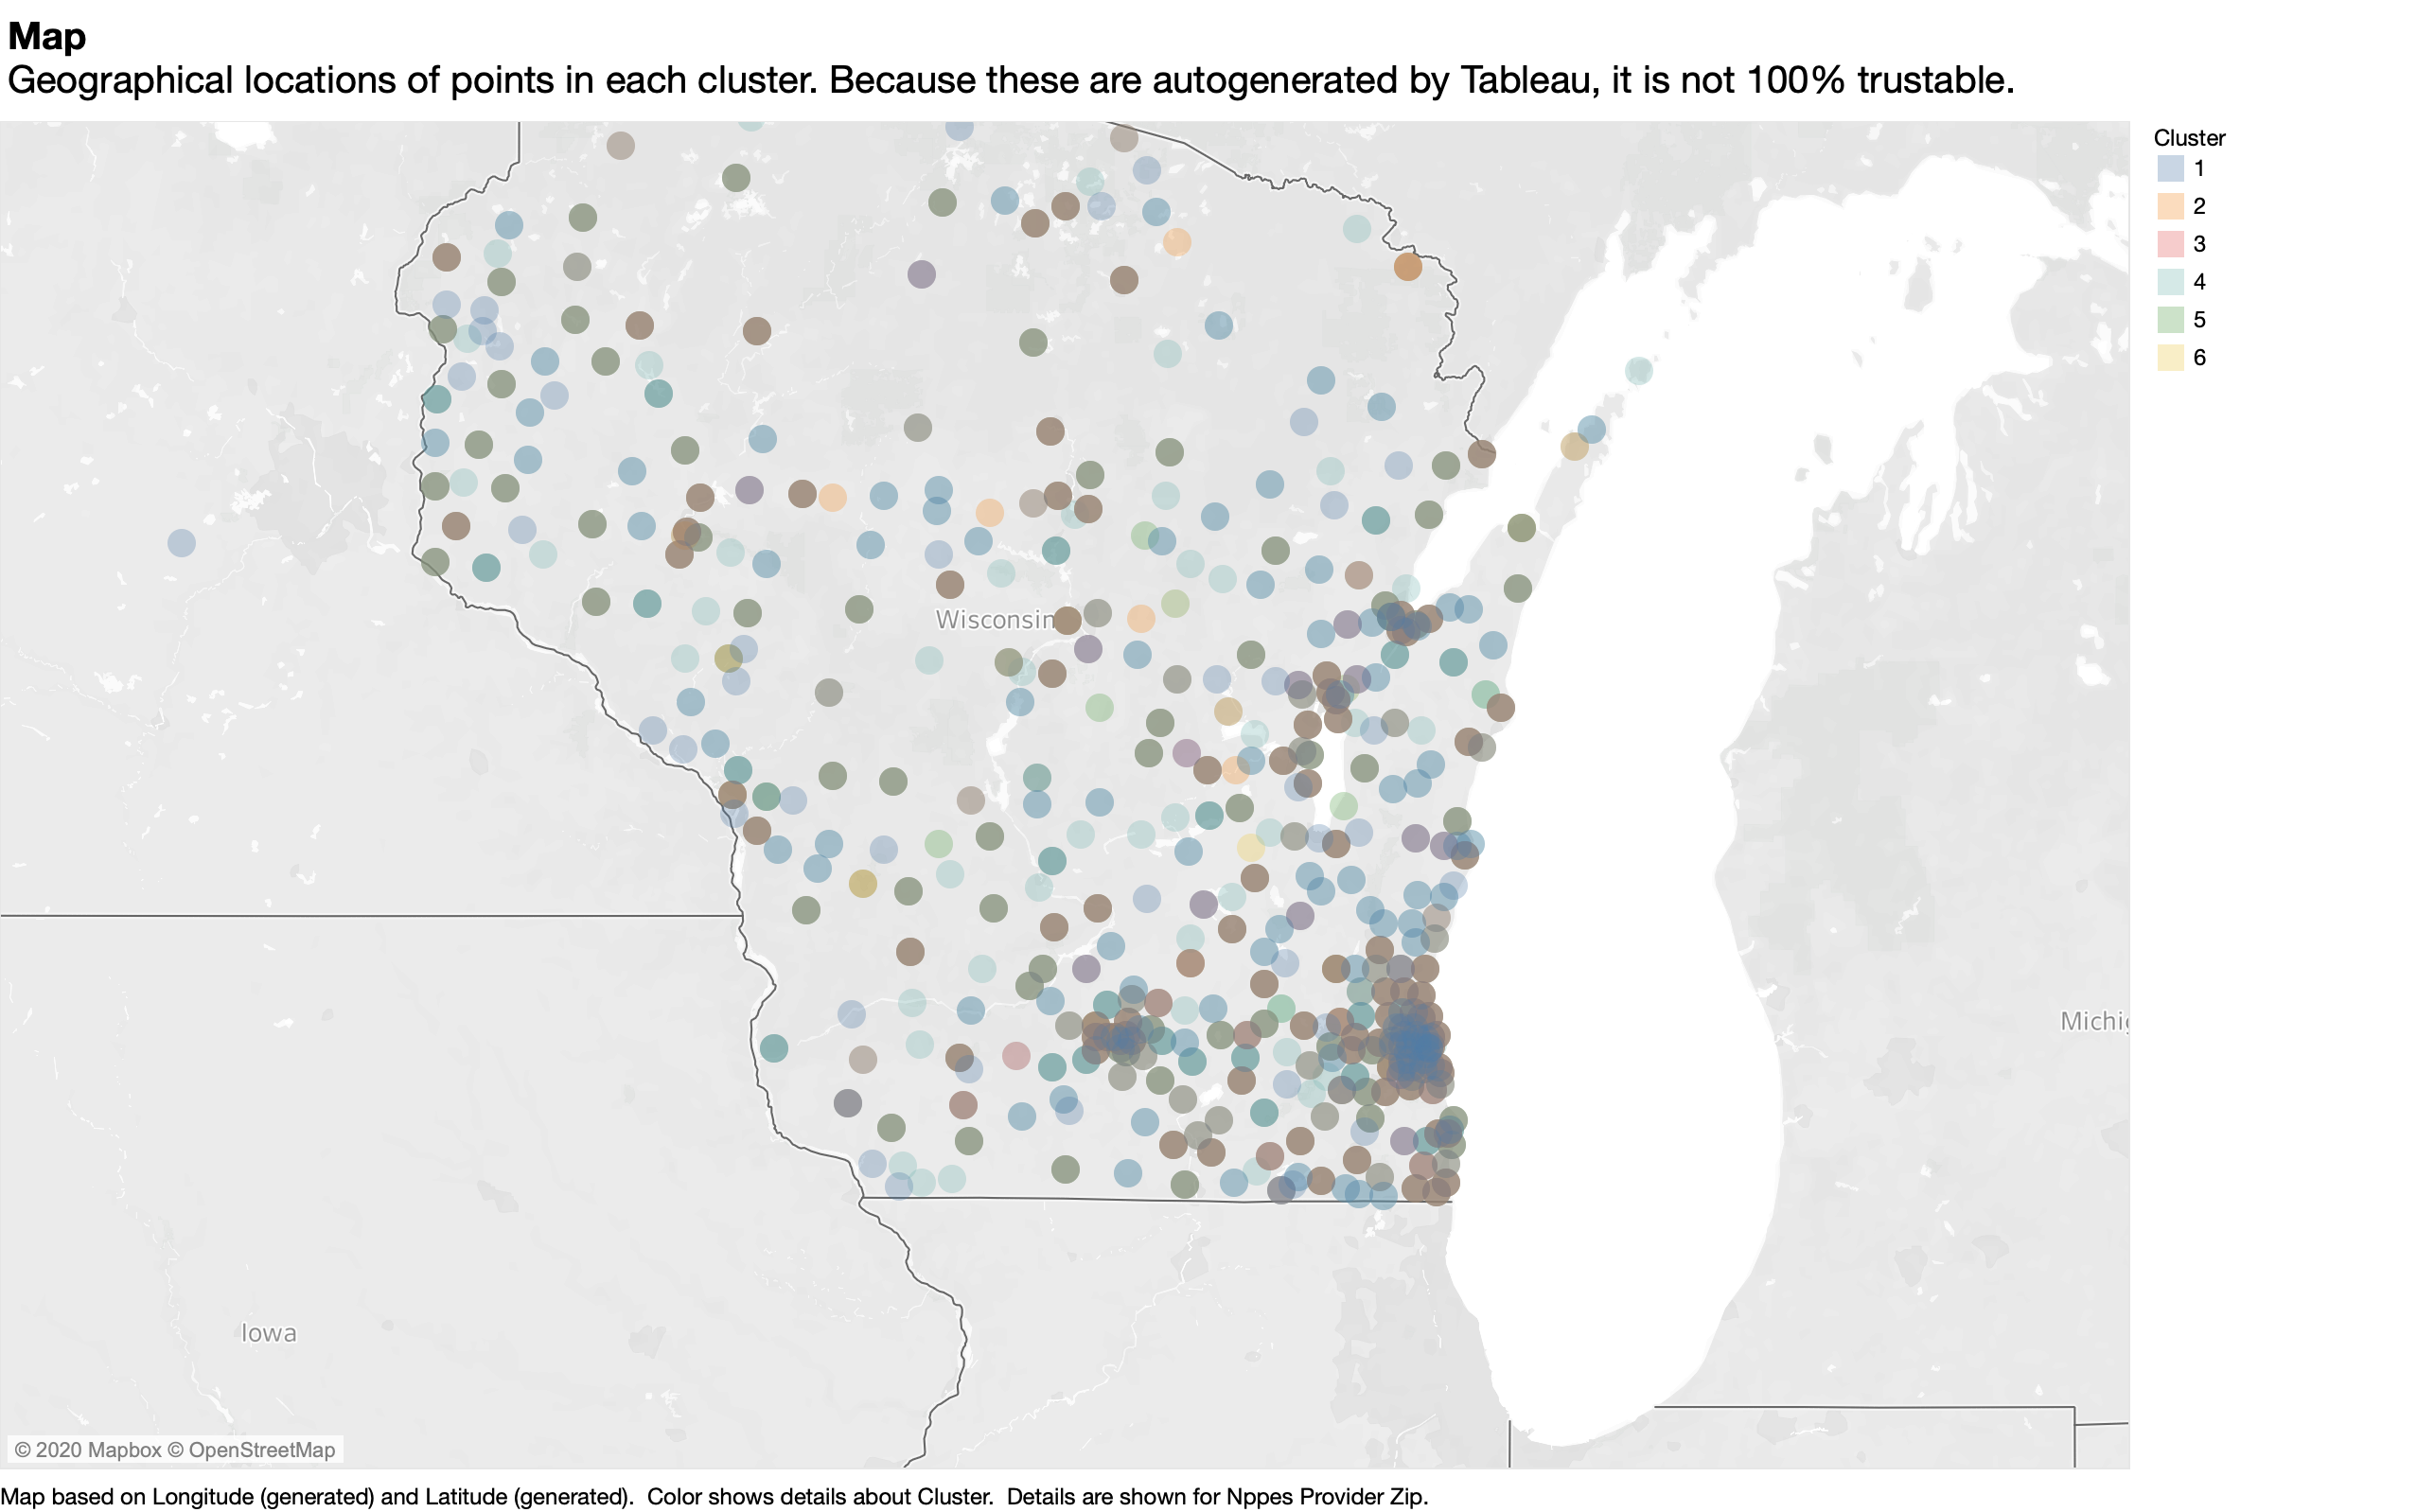 Map
Geographical locations of points in each cluster. Because these are autogenerated by Tableau, it is not 100% trustable.
Cluster
1
2
3
4
5
6
Wisconsin
Michig
Iowa
© 2020 Mapbox © OpenStreetMap
Map based on Longitude (generated) and Latitude (generated).  Color shows details about Cluster.  Details are shown for Nppes Provider Zip.